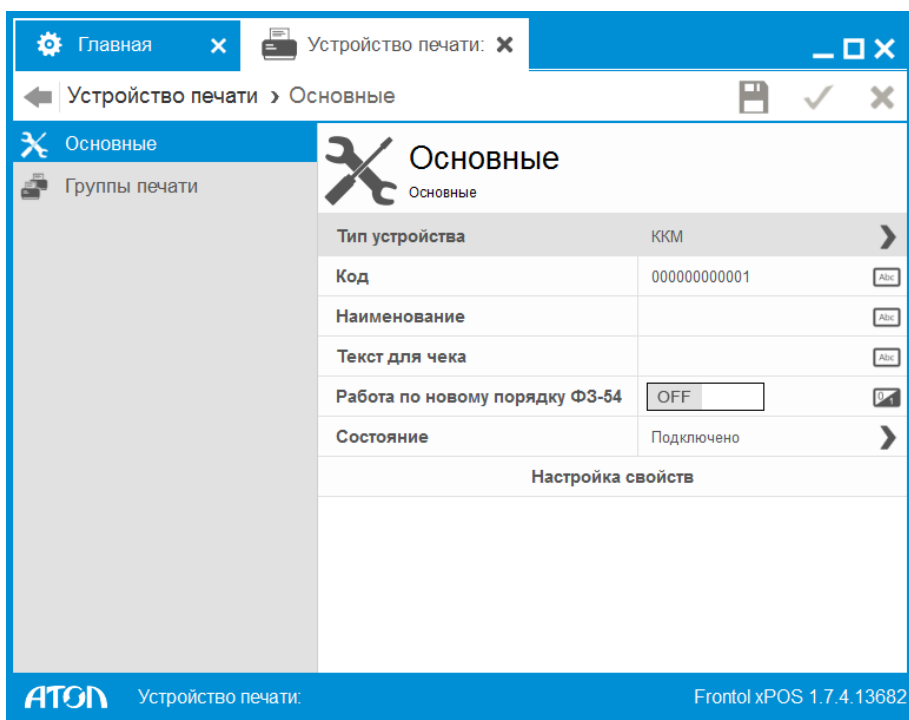 Главная
Устройство печати:
Устройство печати › Основные
Основные
Группы печати
Основные
Основные
Тип устройства ККМ
Код 000000000001 Abc
Наименование Abc
Текст для чека Abc
Работа по новому порядку ФЗ-54 OFF 0/1
Состояние Подключено
Настройка свойств
АТОЛ Устройство печати: Frontol xPOS 1.7.4.13682